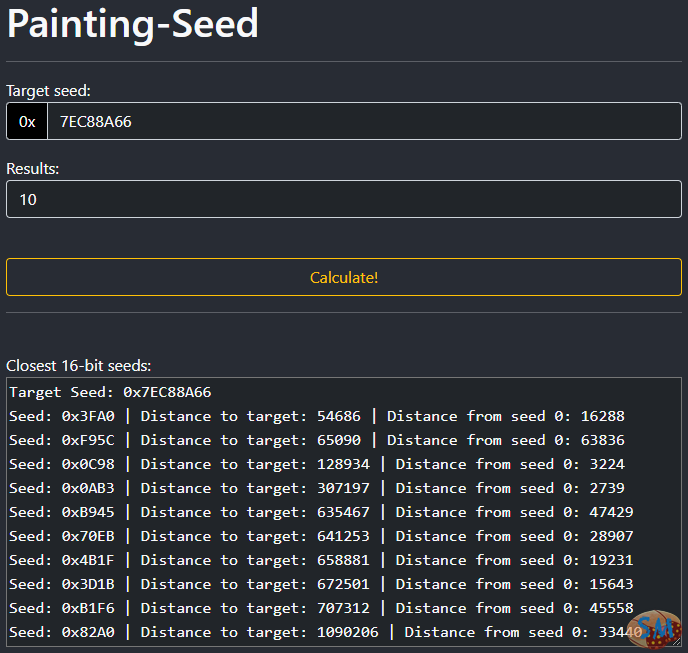 Painting-Seed
Target seed:
0x 7EC88A66
Results:
10
Calculate!
Closest 16-bit seeds:
Target Seed: 0x7EC88A66
Seed: 0x3FA0 | Distance to target: 54686 | Distance from seed 0: 16288
Seed: 0xF95C | Distance to target: 65090 | Distance from seed 0: 63836
Seed: 0x0C98 | Distance to target: 128934 | Distance from seed 0: 3224
Seed: 0x0AB3 | Distance to target: 307197 | Distance from seed 0: 2739
Seed: 0xB945 | Distance to target: 635467 | Distance from seed 0: 47429
Seed: 0x70EB | Distance to target: 641253 | Distance from seed 0: 28907
Seed: 0x4B1F | Distance to target: 658881 | Distance from seed 0: 19231
Seed: 0x3D1B | Distance to target: 672501 | Distance from seed 0: 15643
Seed: 0xB1F6 | Distance to target: 707312 | Distance from seed 0: 45558
Seed: 0x82A0 | Distance to target: 1090206 | Distance from seed 0: 33440